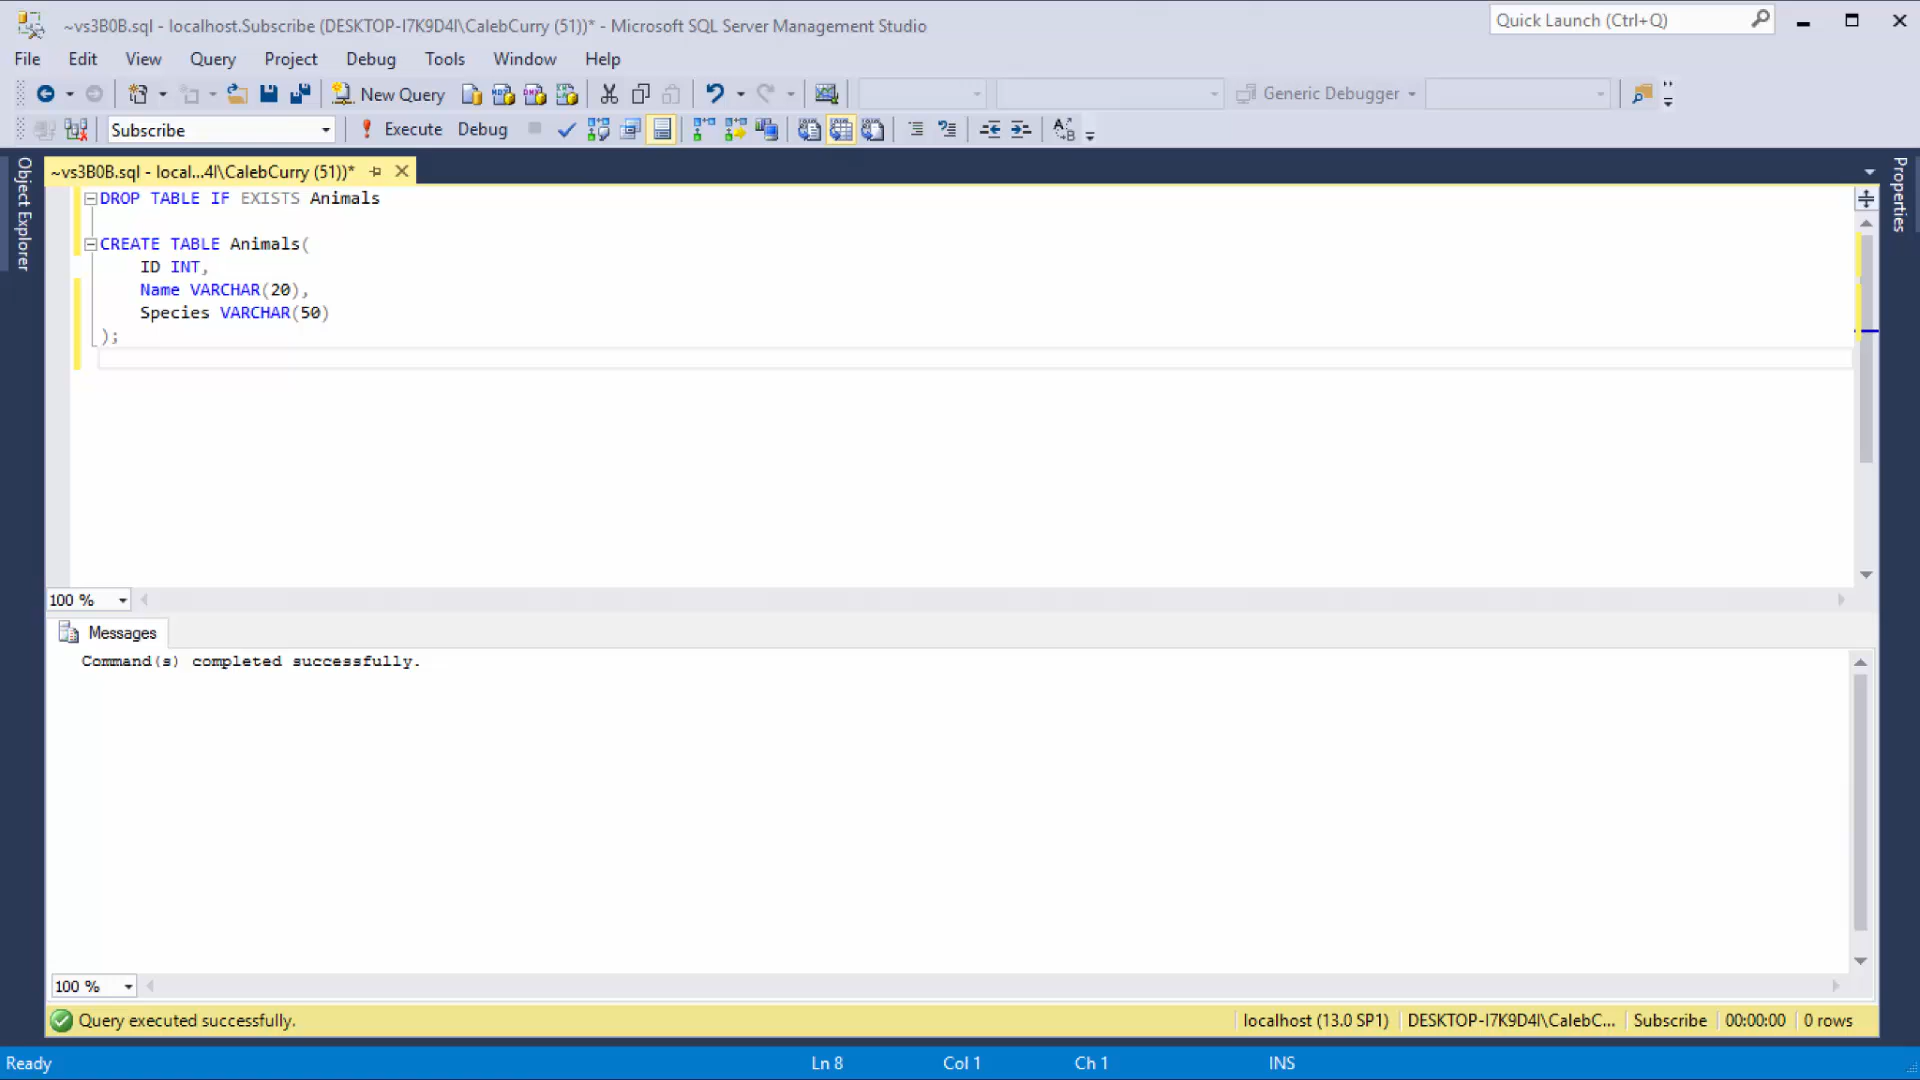 ~vs3B0B.sql - localhost.Subscribe (DESKTOP-I7K9D4I\CalebCurry (51))* - Microsoft SQL Server Management Studio
Quick Launch (Ctrl+Q)
File Edit View Query Project Debug Tools Window Help
New Query
Generic Debugger
Subscribe
Execute Debug
Object Explorer
Properties
~vs3B0B.sql - local...4I\CalebCurry (51))*
DROP TABLE IF EXISTS Animals
CREATE TABLE Animals(
ID INT,
Name VARCHAR(20),
Species VARCHAR(50)
);
100 %
Messages
Command(s) completed successfully.
100 %
Query executed successfully.
localhost (13.0 SP1) DESKTOP-I7K9D4I\CalebC... Subscribe 00:00:00 0 rows
Ready Ln 8 Col 1 Ch 1 INS